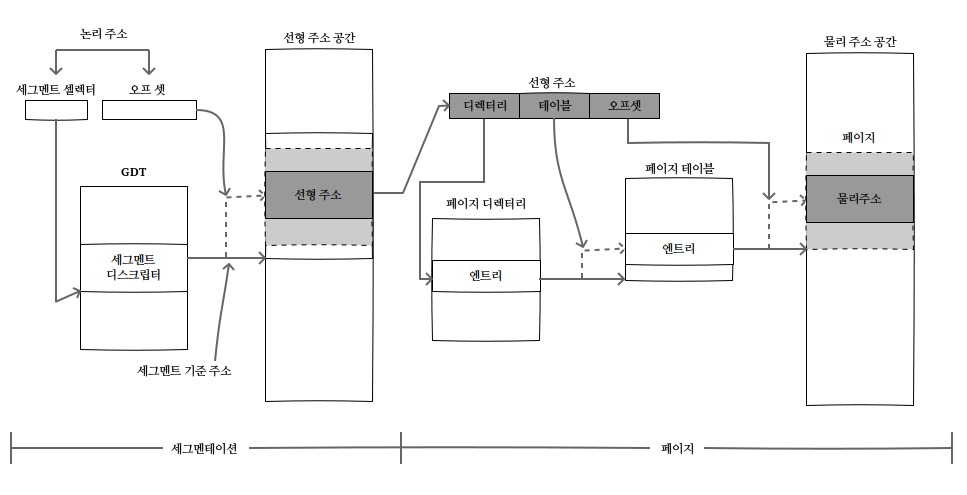 논리 주소
세그먼트 셀렉터
오프 셋
GDT
세그먼트
디스크립터
세그먼트 기준 주소
선형 주소 공간
선형 주소
선형 주소
디렉터리 테이블 오프셋
페이지 디렉터리
엔트리
페이지 테이블
엔트리
물리 주소 공간
페이지
물리주소
세그멘테이션
페이지